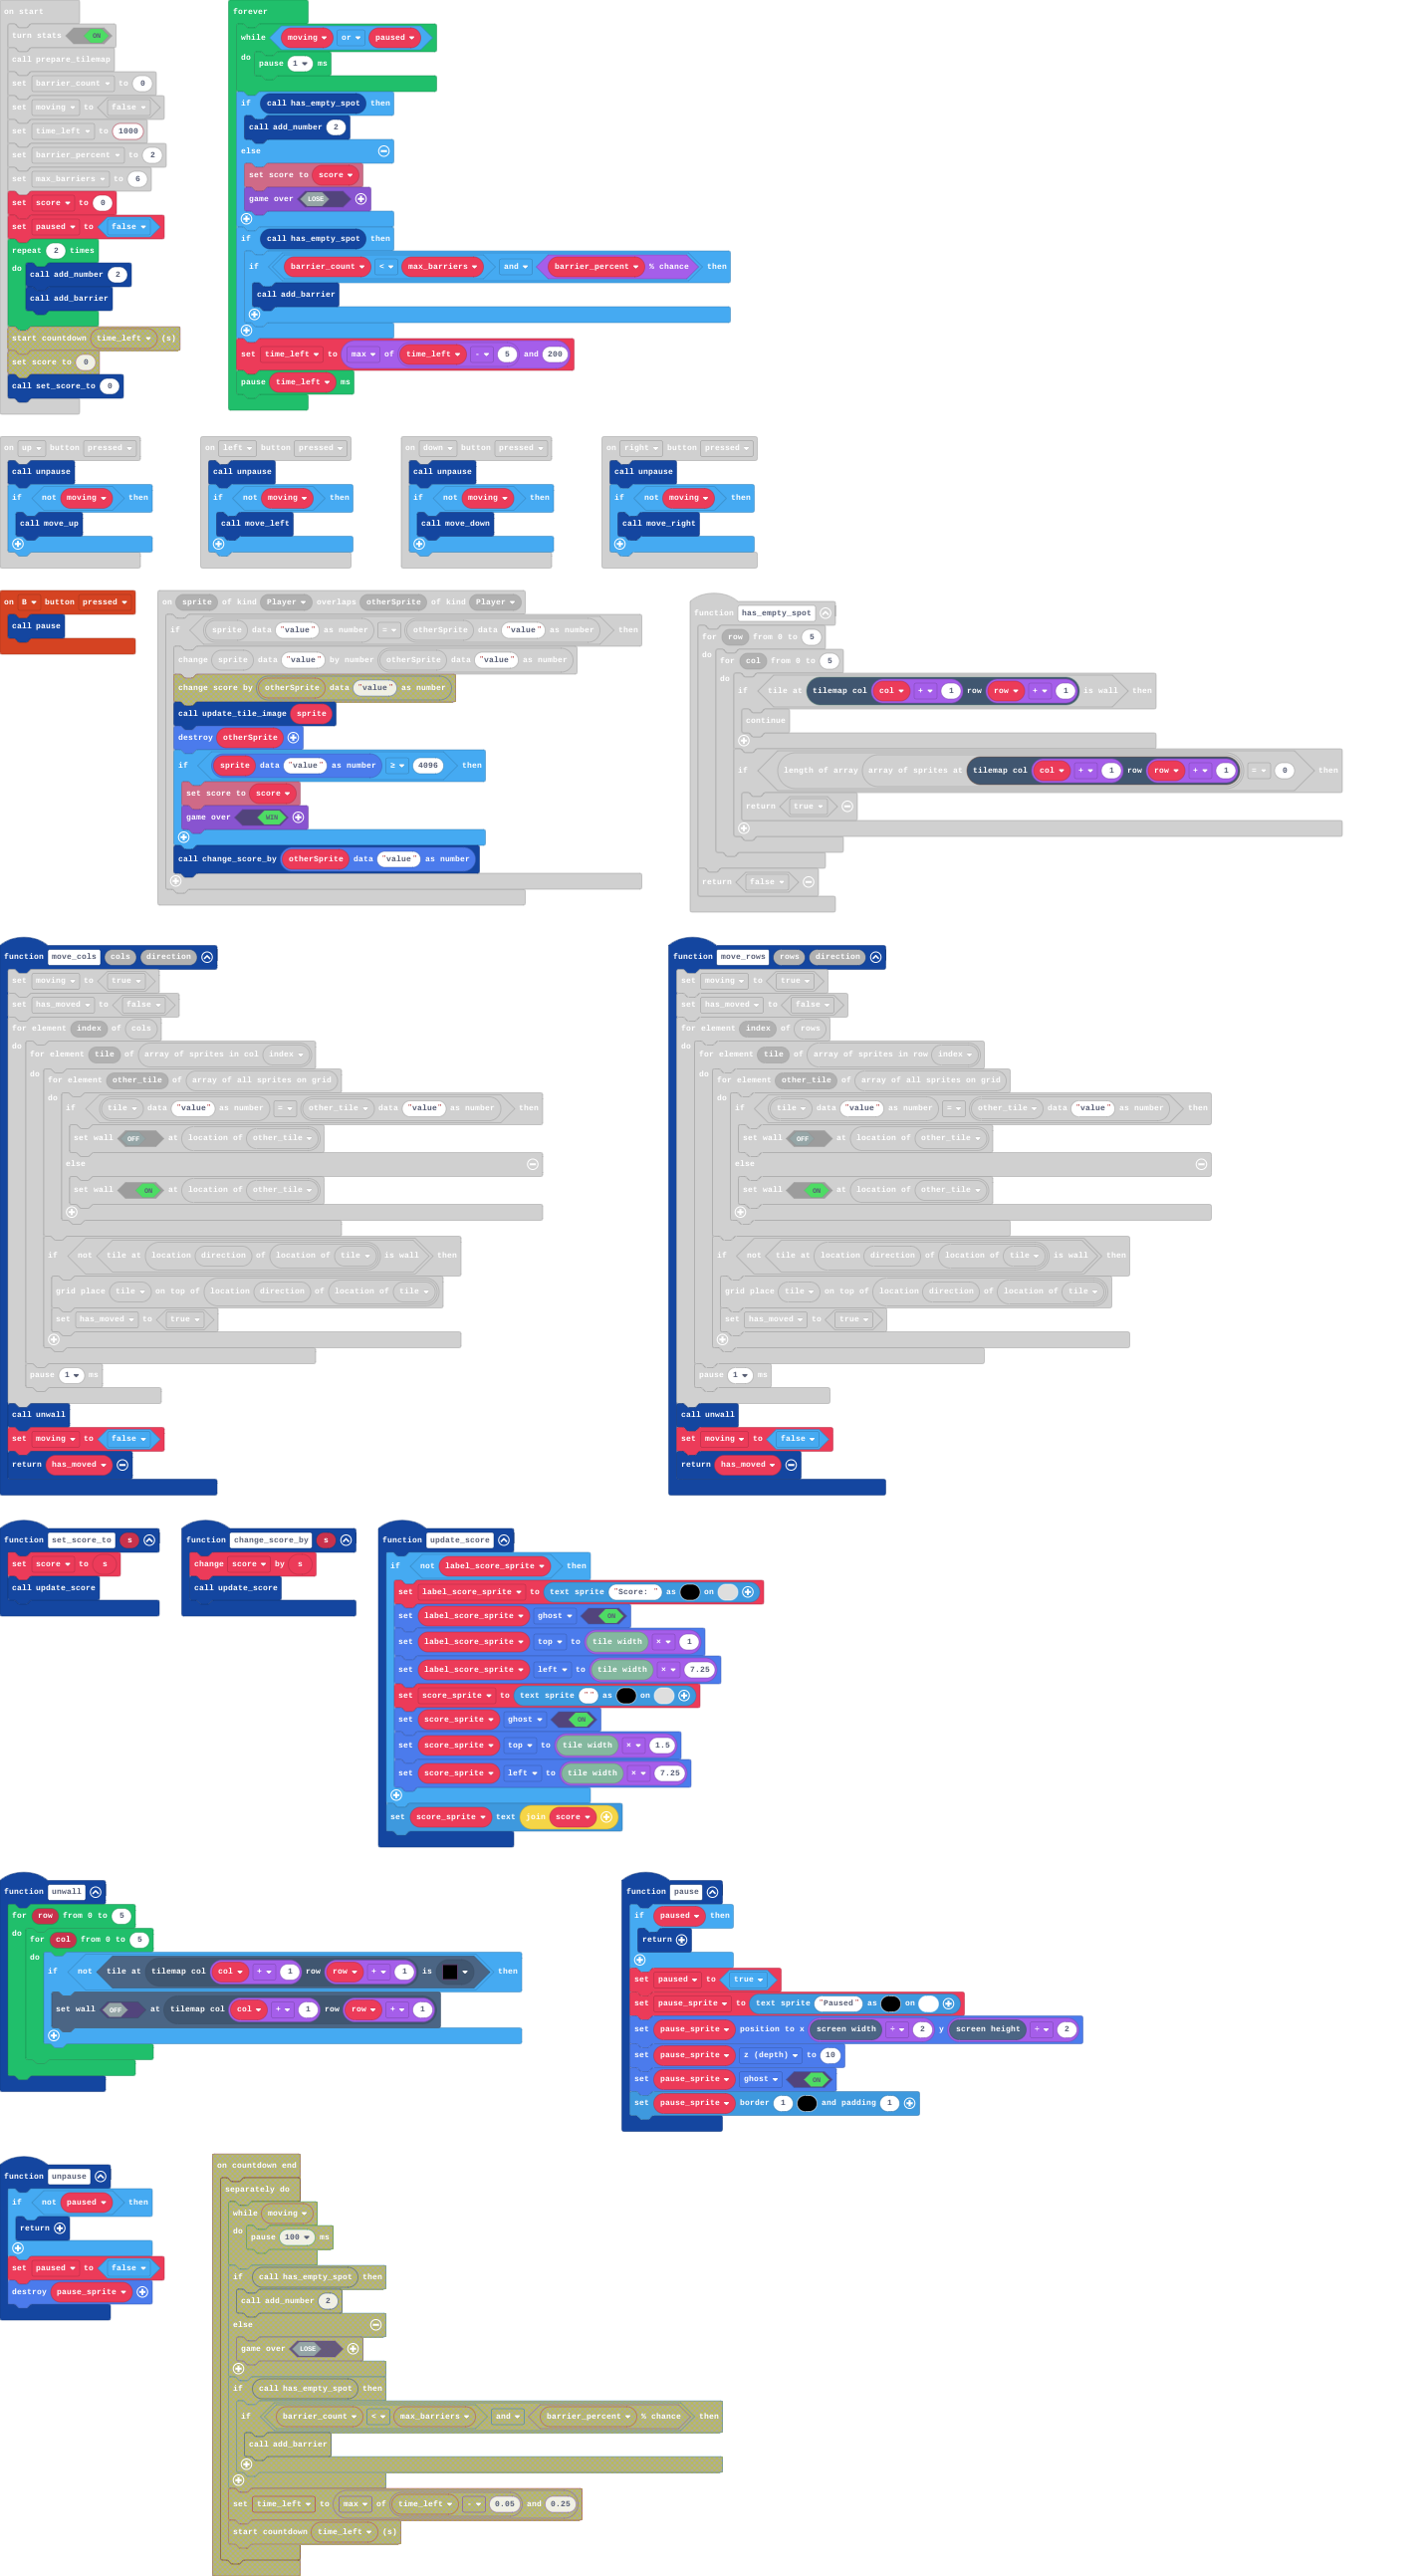 on start
turn stats ON
call prepare_tilemap
set barrier_count to 0
set moving to false
set time_left to 1000
set barrier_percent to 2
set max_barriers to 6
set score to 0
set paused to false
repeat 2 times
do call add_number 2
call add_barrier
start countdown time_left (s)
set score to 0
call set_score_to 0
forever
while moving or paused
do pause 1 ms
if call has_empty_spot then
call add_number 2
else
set score to score
game over LOSE
if call has_empty_spot then
if barrier_count < max_barriers and barrier_percent % chance then
call add_barrier
set time_left to max of time_left - 5 and 200
pause time_left ms
on up button pressed
call unpause
if not moving then
call move_up
on left button pressed
call unpause
if not moving then
call move_left
on down button pressed
call unpause
if not moving then
call move_down
on right button pressed
call unpause
if not moving then
call move_right
on B button pressed
call pause
on sprite of kind Player overlaps otherSprite of kind Player
if sprite data "value" as number = otherSprite data "value" as number then
change sprite data "value" by number otherSprite data "value" as number
change score by otherSprite data "value" as number
call update_tile_image sprite
destroy otherSprite
if sprite data "value" as number ≥ 4096 then
set score to score
game over WIN
call change_score_by otherSprite data "value" as number
function has_empty_spot
for row from 0 to 5
do for col from 0 to 5
do if tile at tilemap col col + 1 row row + 1 is wall then
continue
if length of array array of sprites at tilemap col col + 1 row row + 1 = 0 then
return true
return false
function move_cols cols direction
set moving to true
set has_moved to false
for element index of cols
do for element tile of array of sprites in col index
do for element other_tile of array of all sprites on grid
do if tile data "value" as number = other_tile data "value" as number then
set wall OFF at location of other_tile
else
set wall ON at location of other_tile
if not tile at location direction of location of tile is wall then
grid place tile on top of location direction of location of tile
set has_moved to true
pause 1 ms
call unwall
set moving to false
return has_moved
function move_rows rows direction
set moving to true
set has_moved to false
for element index of rows
do for element tile of array of sprites in row index
do for element other_tile of array of all sprites on grid
do if tile data "value" as number = other_tile data "value" as number then
set wall OFF at location of other_tile
else
set wall ON at location of other_tile
if not tile at location direction of location of tile is wall then
grid place tile on top of location direction of location of tile
set has_moved to true
pause 1 ms
call unwall
set moving to false
return has_moved
function set_score_to s
set score to s
call update_score
function change_score_by s
change score by s
call update_score
function update_score
if not label_score_sprite then
set label_score_sprite to text sprite "Score: " as on
set label_score_sprite ghost ON
set label_score_sprite top to tile width × 1
set label_score_sprite left to tile width × 7.25
set score_sprite to text sprite "" as on
set score_sprite ghost ON
set score_sprite top to tile width × 1.5
set score_sprite left to tile width × 7.25
set score_sprite text join score
function unwall
for row from 0 to 5
do for col from 0 to 5
do if not tile at tilemap col col + 1 row row + 1 is then
set wall OFF at tilemap col col + 1 row row + 1
function pause
if paused then
return
set paused to true
set pause_sprite to text sprite "Paused" as on
set pause_sprite position to x screen width ÷ 2 y screen height ÷ 2
set pause_sprite z (depth) to 10
set pause_sprite ghost ON
set pause_sprite border 1 and padding 1
function unpause
if not paused then
return
set paused to false
destroy pause_sprite
on countdown end
separately do
while moving
do pause 100 ms
if call has_empty_spot then
call add_number 2
else
game over LOSE
if call has_empty_spot then
if barrier_count < max_barriers and barrier_percent % chance then
call add_barrier
set time_left to max of time_left - 0.05 and 0.25
start countdown time_left (s)